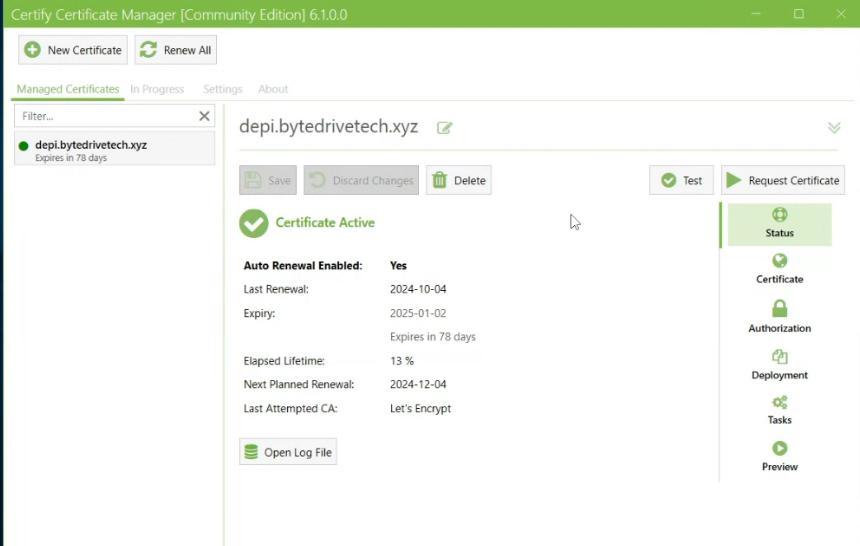 Certify Certificate Manager [Community Edition] 6.1.0.0
New Certificate
Renew All
Managed Certificates
In Progress
Settings
About
Filter...
depi.bytedrivetech.xyz
Expires in 78 days
depi.bytedrivetech.xyz
Save
Discard Changes
Delete
Test
Request Certificate
Certificate Active
Auto Renewal Enabled: Yes
Last Renewal: 2024-10-04
Expiry: 2025-01-02
Expires in 78 days
Elapsed Lifetime: 13 %
Next Planned Renewal: 2024-12-04
Last Attempted CA: Let's Encrypt
Open Log File
Status
Certificate
Authorization
Deployment
Tasks
Preview